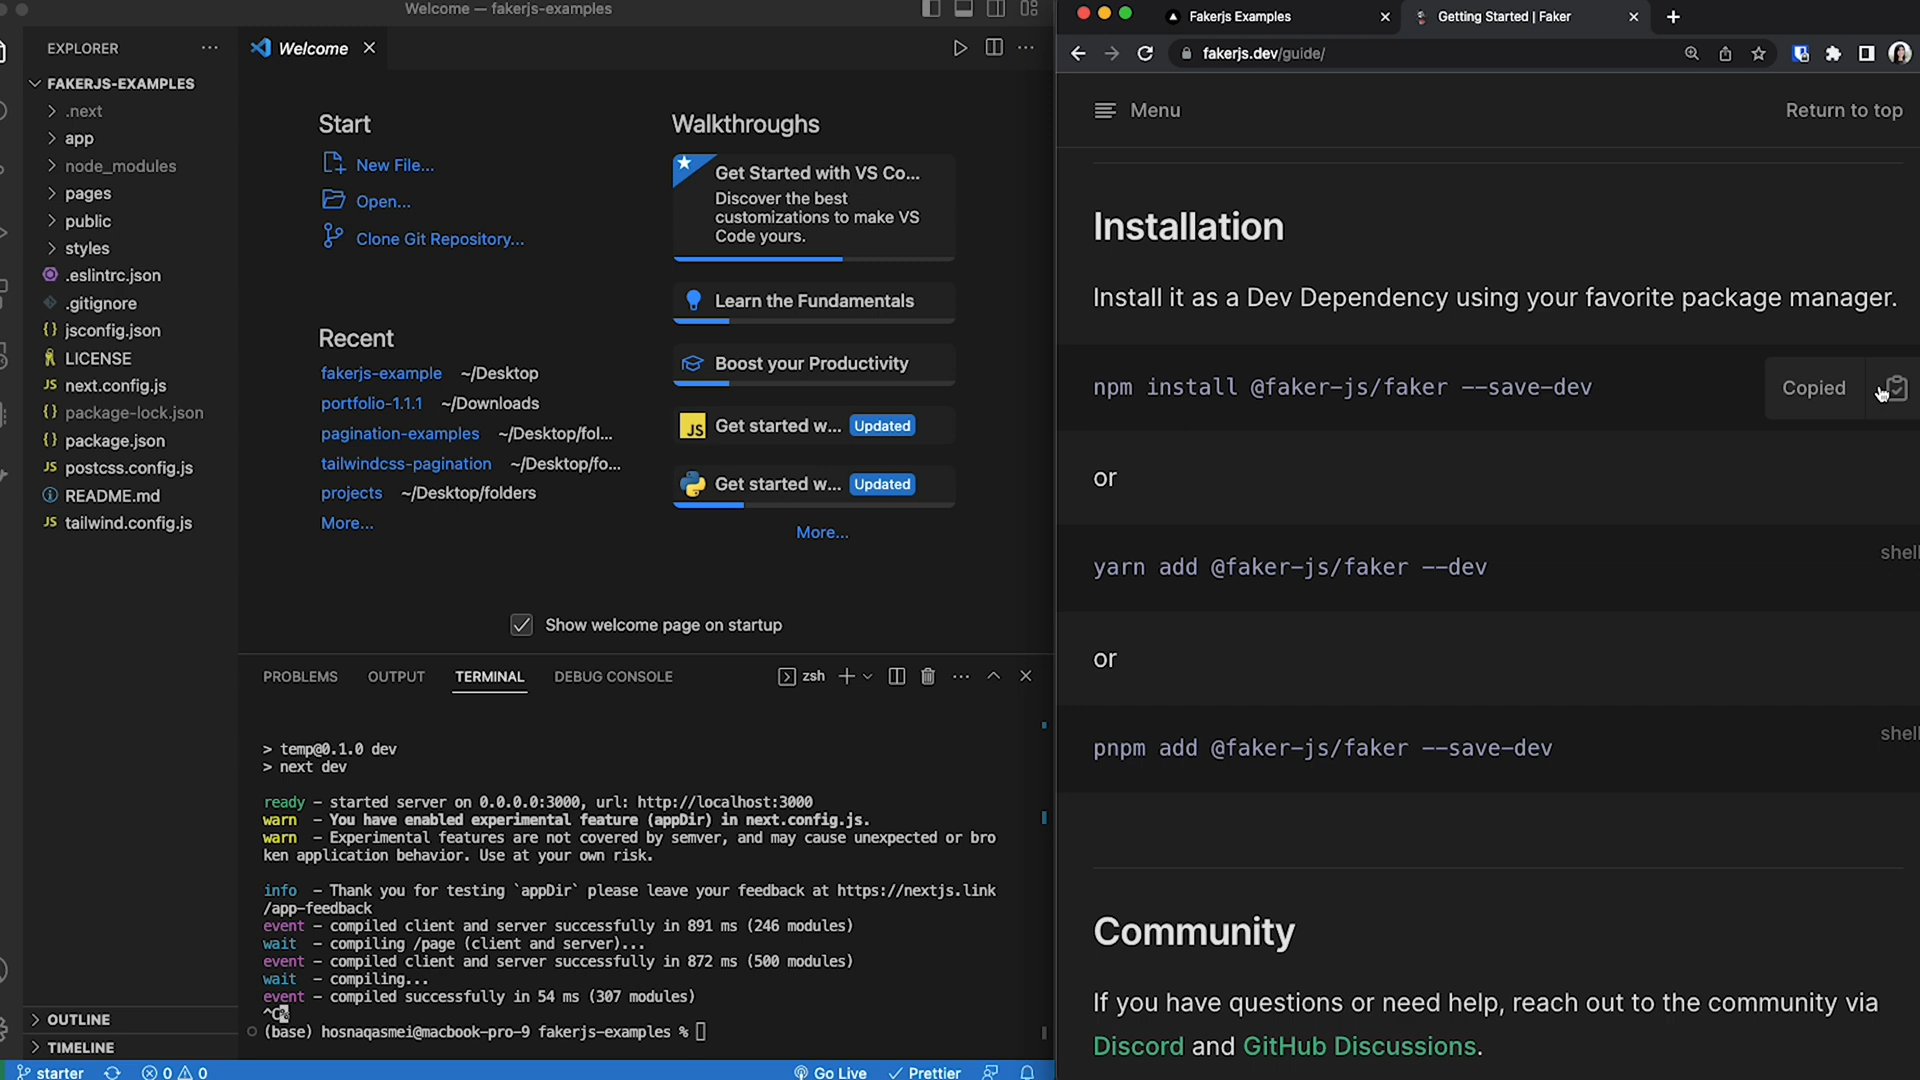 Welcome — fakerjs-examples
EXPLORER
FAKERJS-EXAMPLES
.next
app
node_modules
pages
public
styles
.eslintrc.json
.gitignore
jsconfig.json
LICENSE
next.config.js
package-lock.json
package.json
postcss.config.js
README.md
tailwind.config.js
OUTLINE
TIMELINE
Welcome
Start
New File...
Open...
Clone Git Repository...
Recent
fakerjs-example ~/Desktop
portfolio-1.1.1 ~/Downloads
pagination-examples ~/Desktop/fol...
tailwindcss-pagination ~/Desktop/fo...
projects ~/Desktop/folders
More...
Walkthroughs
Get Started with VS Co...
Discover the best
customizations to make VS
Code yours.
Learn the Fundamentals
Boost your Productivity
JS Get started w... Updated
Get started w... Updated
More...
Show welcome page on startup
PROBLEMS OUTPUT TERMINAL DEBUG CONSOLE zsh
> temp@0.1.0 dev
> next dev
ready - started server on 0.0.0.0:3000, url: http://localhost:3000
warn - You have enabled experimental feature (appDir) in next.config.js.
warn - Experimental features are not covered by semver, and may cause unexpected or bro
ken application behavior. Use at your own risk.
info - Thank you for testing `appDir` please leave your feedback at https://nextjs.link
/app-feedback
event - compiled client and server successfully in 891 ms (246 modules)
wait - compiling /page (client and server)...
event - compiled client and server successfully in 872 ms (500 modules)
wait - compiling...
event - compiled successfully in 54 ms (307 modules)
^C%
(base) hosnaqasmei@macbook-pro-9 fakerjs-examples %
starter 0 0 Go Live Prettier
Fakerjs Examples
Getting Started | Faker
fakerjs.dev/guide/
Menu
Return to top
Installation
Install it as a Dev Dependency using your favorite package manager.
npm install @faker-js/faker --save-dev
Copied
or
shell
yarn add @faker-js/faker --dev
or
shell
pnpm add @faker-js/faker --save-dev
Community
If you have questions or need help, reach out to the community via
Discord and GitHub Discussions.